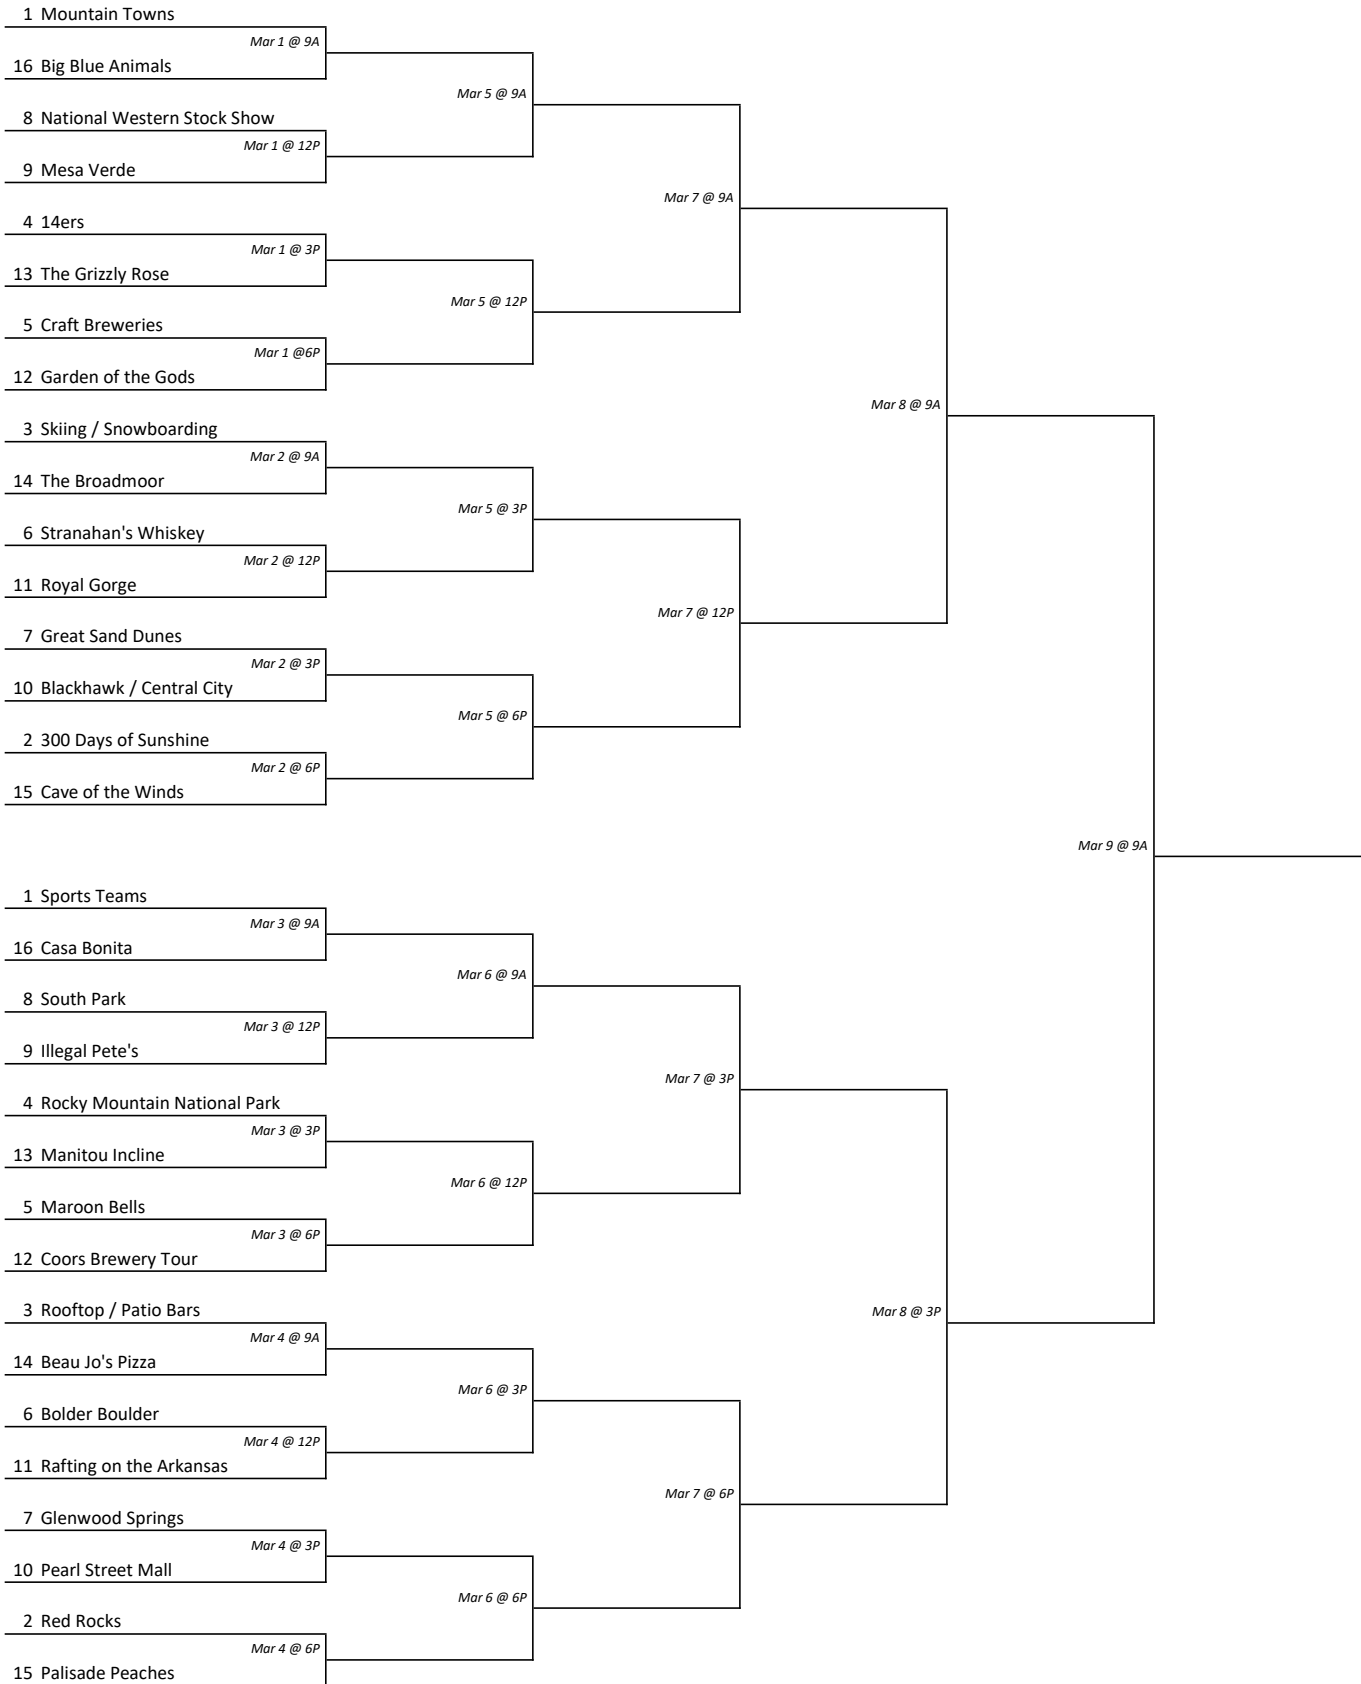 1 Mountain Towns
Mar 1 @ 9A
16 Big Blue Animals
Mar 5 @ 9A
8 National Western Stock Show
Mar 1 @ 12P
9 Mesa Verde
Mar 7 @ 9A
4 14ers
Mar 1 @ 3P
13 The Grizzly Rose
Mar 5 @ 12P
5 Craft Breweries
Mar 1 @6P
12 Garden of the Gods
Mar 8 @ 9A
3 Skiing / Snowboarding
Mar 2 @ 9A
14 The Broadmoor
Mar 5 @ 3P
6 Stranahan's Whiskey
Mar 2 @ 12P
11 Royal Gorge
Mar 7 @ 12P
7 Great Sand Dunes
Mar 2 @ 3P
10 Blackhawk / Central City
Mar 5 @ 6P
2 300 Days of Sunshine
Mar 2 @ 6P
15 Cave of the Winds
Mar 9 @ 9A
1 Sports Teams
Mar 3 @ 9A
16 Casa Bonita
Mar 6 @ 9A
8 South Park
Mar 3 @ 12P
9 Illegal Pete's
Mar 7 @ 3P
4 Rocky Mountain National Park
Mar 3 @ 3P
13 Manitou Incline
Mar 6 @ 12P
5 Maroon Bells
Mar 3 @ 6P
12 Coors Brewery Tour
3 Rooftop / Patio Bars
Mar 8 @ 3P
Mar 4 @ 9A
14 Beau Jo's Pizza
Mar 6 @ 3P
6 Bolder Boulder
Mar 4 @ 12P
11 Rafting on the Arkansas
Mar 7 @ 6P
7 Glenwood Springs
Mar 4 @ 3P
10 Pearl Street Mall
Mar 6 @ 6P
2 Red Rocks
Mar 4 @ 6P
15 Palisade Peaches